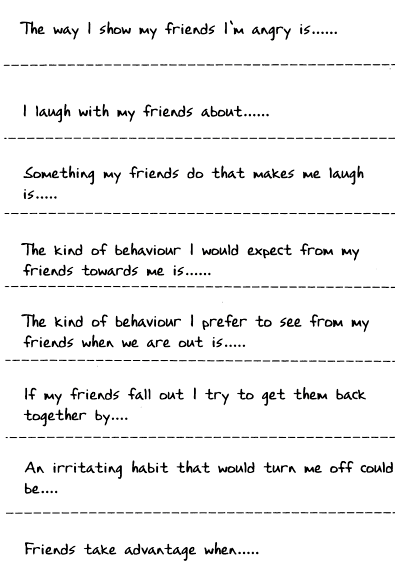 The way I show my friends I'm angry is......
I laugh with my friends about......
Something my friends do that makes me laugh
is.....
The kind of behaviour I would expect from my
friends towards me is......
The kind of behaviour I prefer to see from my
friends when we are out is.....
If my friends fall out I try to get them back
together by....
An irritating habit that would turn me off could
be....
Friends take advantage when.....